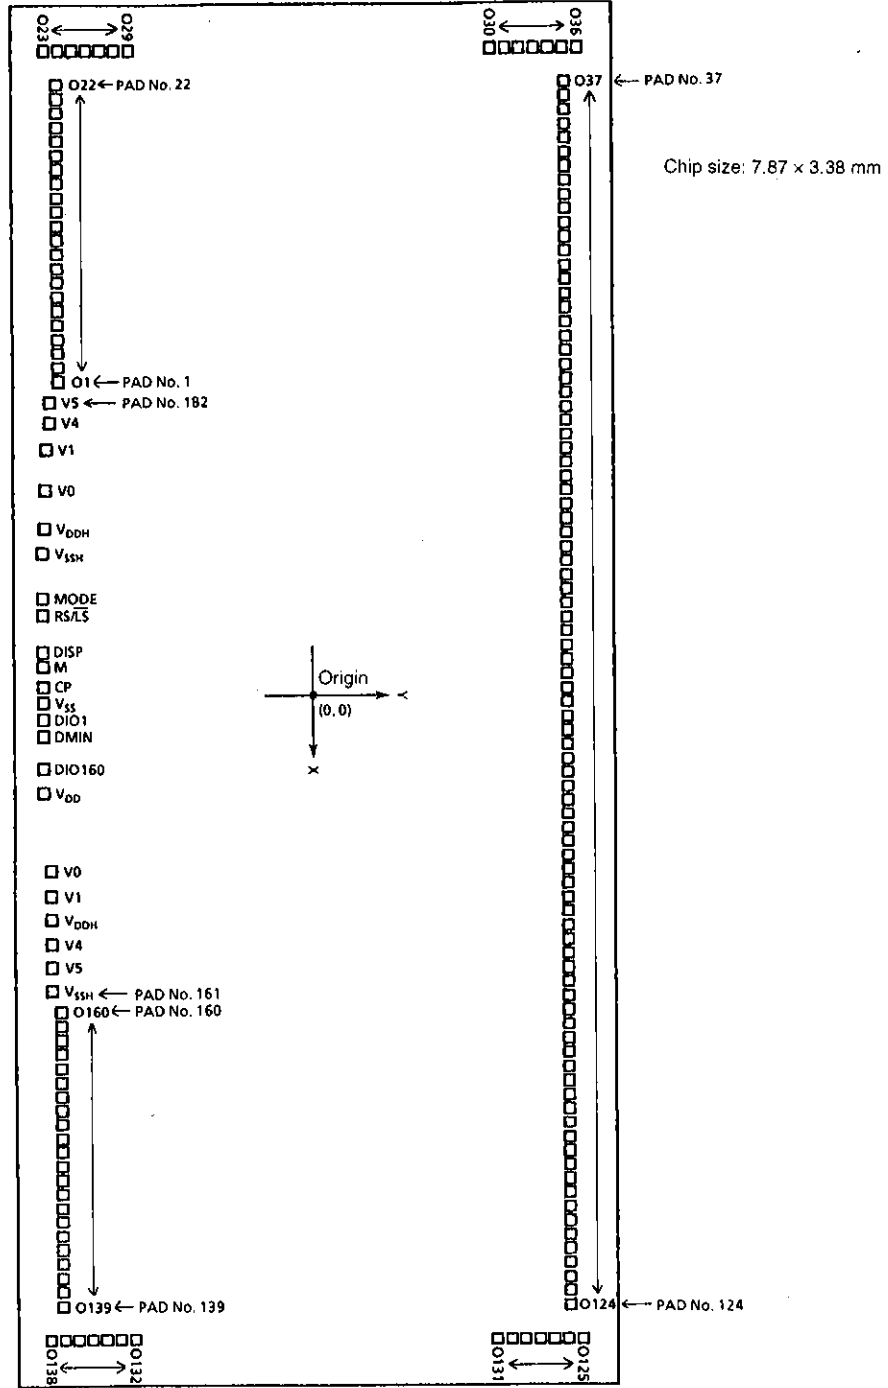 O23 O29 O30 O36
O22 ← PAD No. 22
O37 ← PAD No. 37
Chip size: 7.87 × 3.38 mm
O1 ← PAD No. 1
V5 ← PAD No. 182
V4
V1
V0
VDDH
VSSH
MODE
RS/L̅S̅
DISP
M
CP
VSS
DIO1
DMIN
DIO160
VDD
Origin
(0, 0)
Y
X
V0
V1
VDDH
V4
V5
VSSH ← PAD No. 161
O160 ← PAD No. 160
O139 ← PAD No. 139
O124 ← PAD No. 124
O138 O132 O131 O125